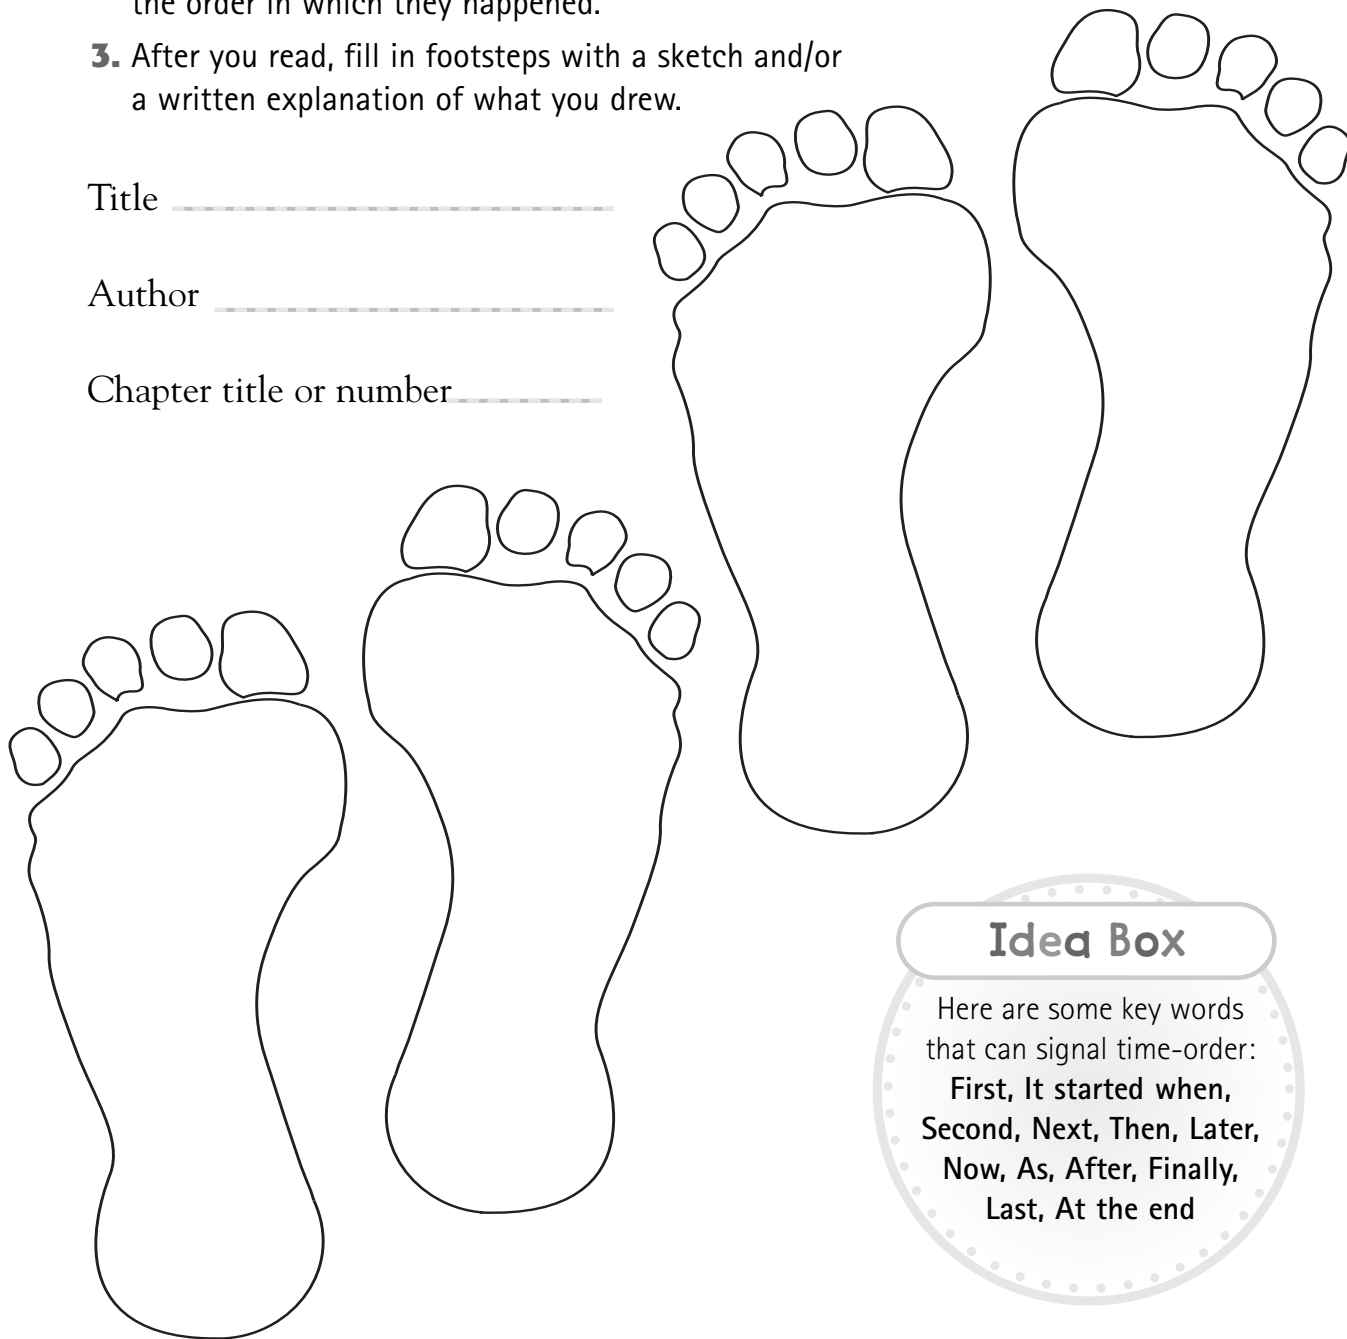 the order in which they happened.
3. After you read, fill in footsteps with a sketch and/or
a written explanation of what you drew.
Title
Author
Chapter title or number
Idea Box
Here are some key words
that can signal time-order:
First, It started when,
Second, Next, Then, Later,
Now, As, After, Finally,
Last, At the end